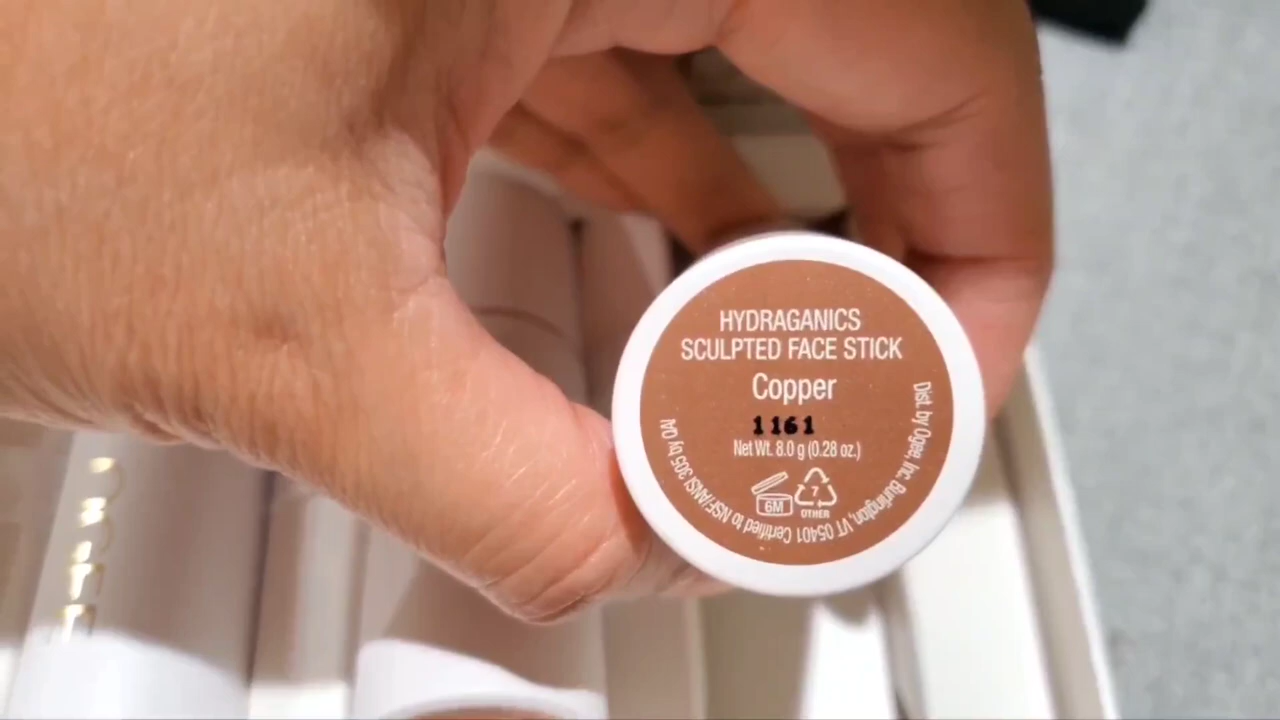 HYDRAGANICS
SCULPTED FACE STICK
Copper
1161
Net Wt. 8.0 g (0.28 oz.)
6M
7
OTHER
Dist. by Ogee, Inc. Burlington, VT 05401 Certified to NSF/ANSI 305 by QAI